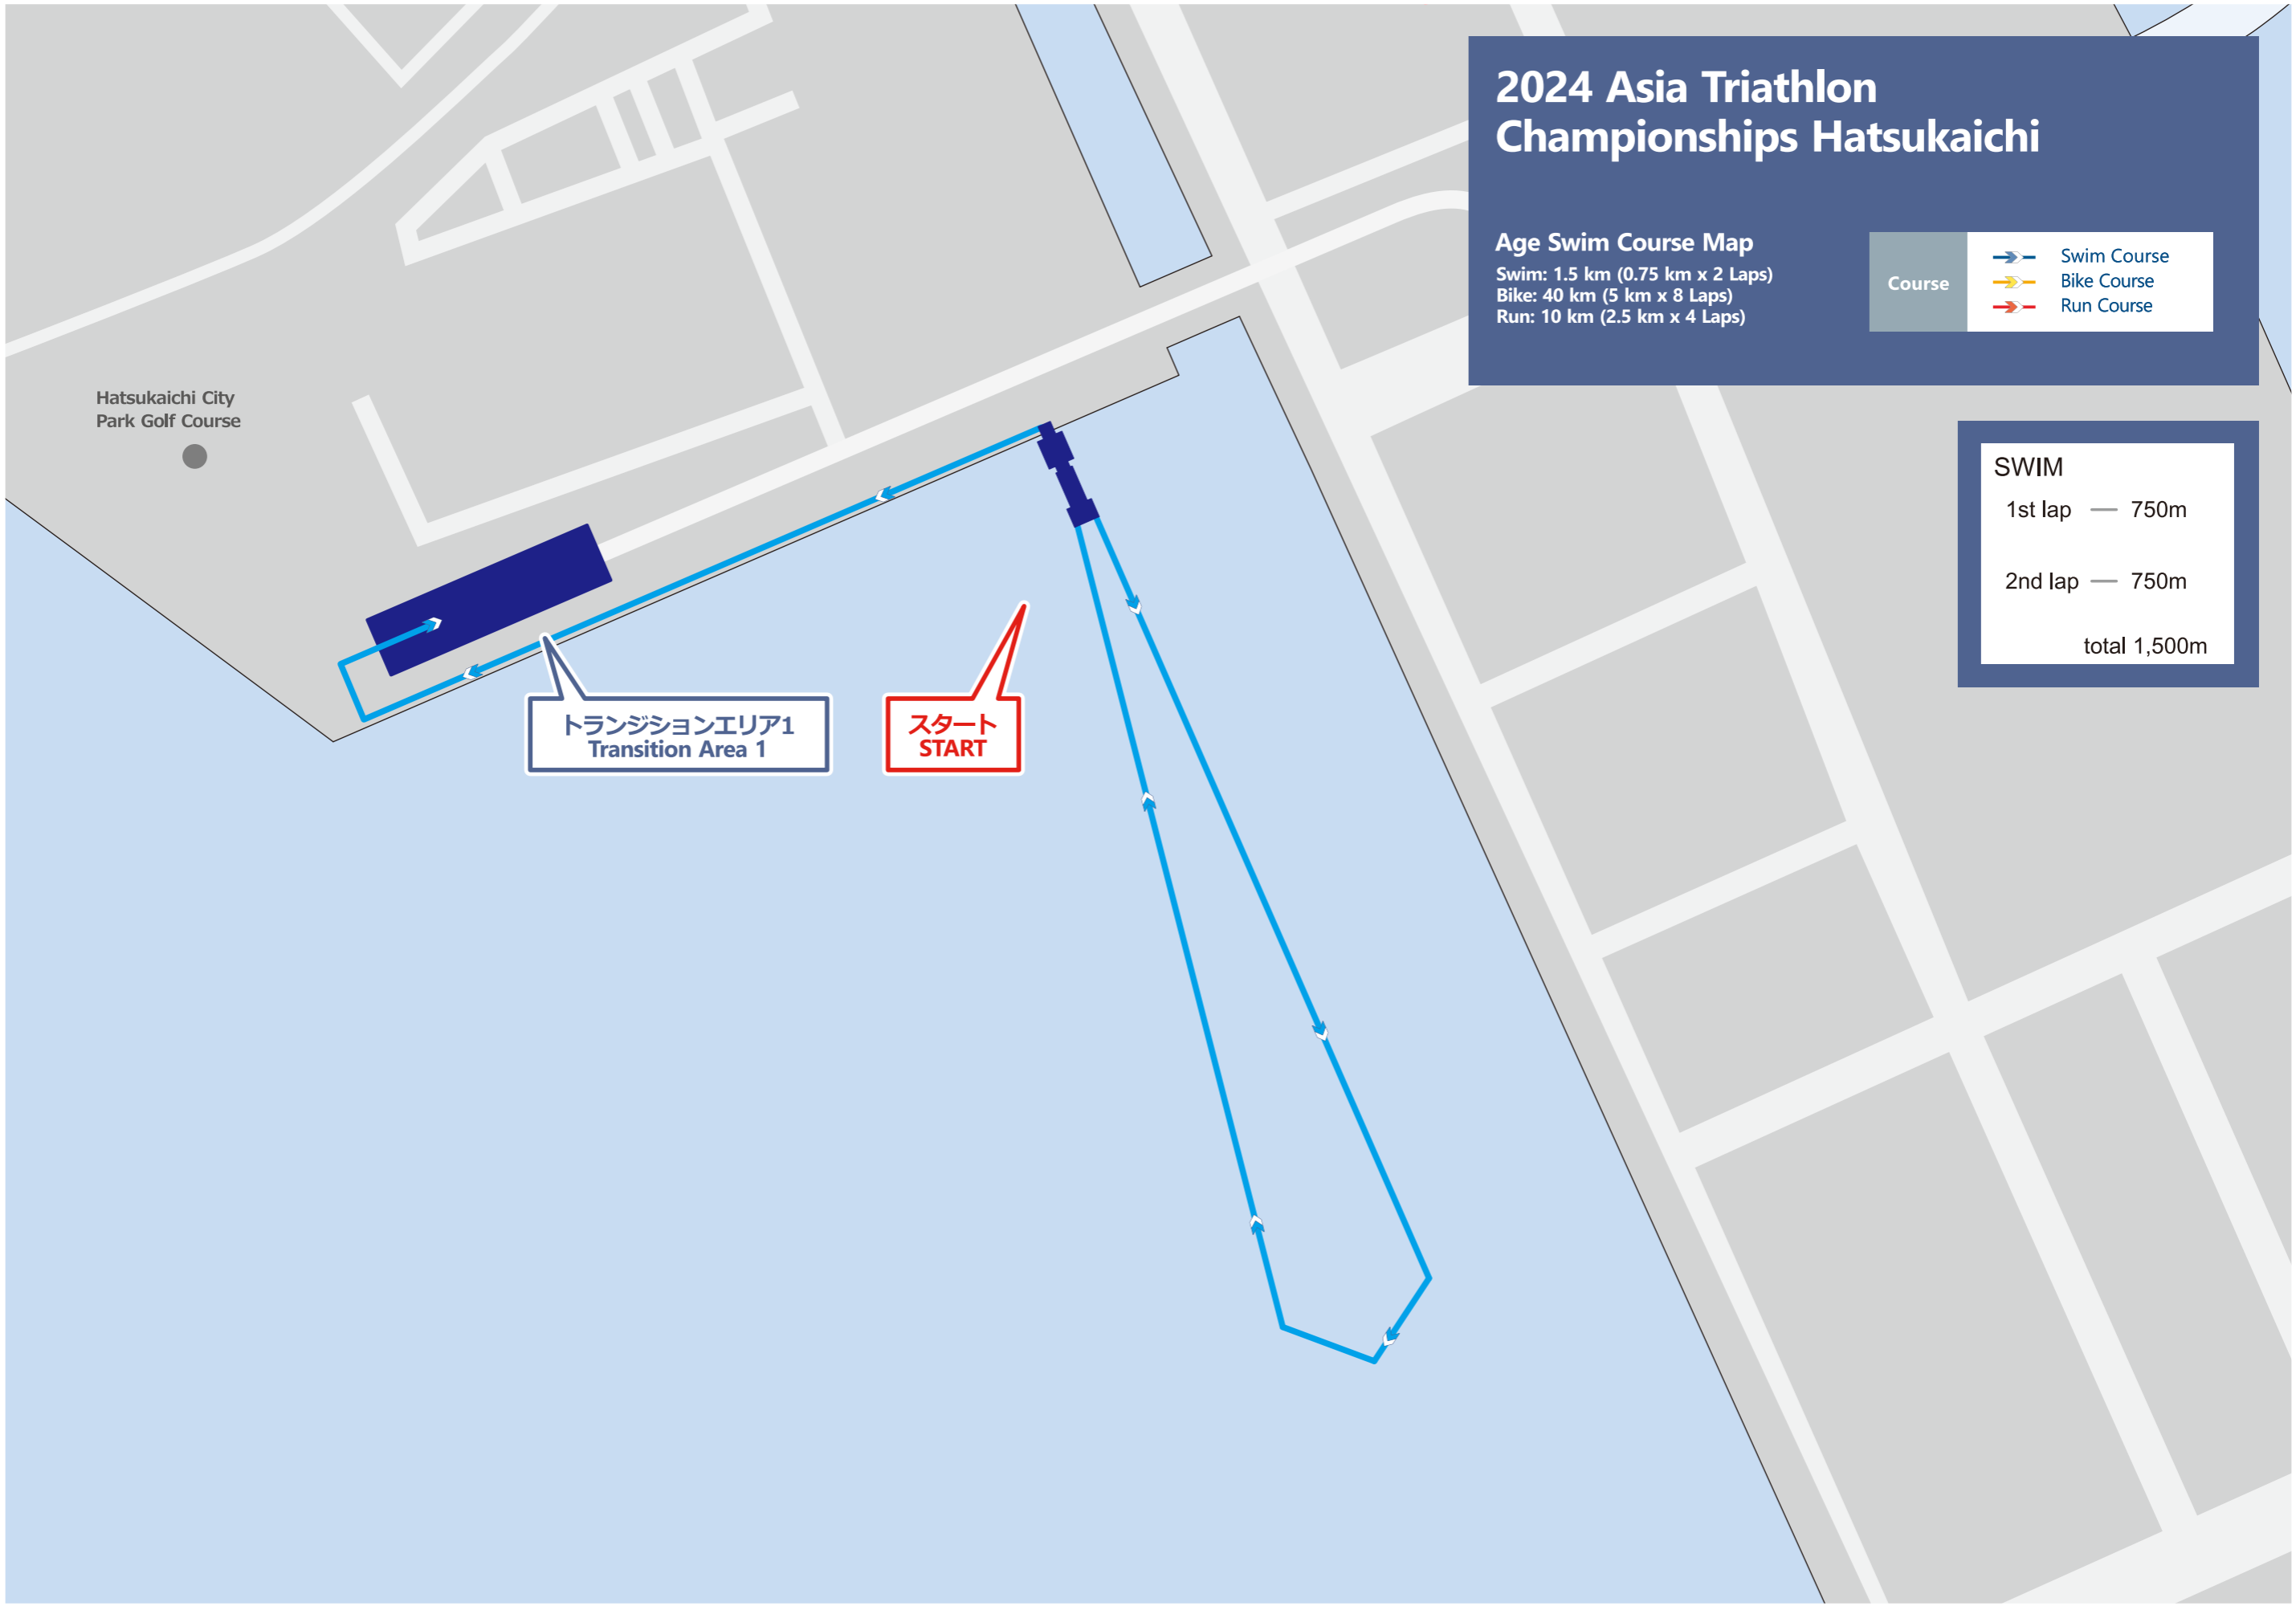 2024 Asia Triathlon
Championships Hatsukaichi
Age Swim Course Map
Swim: 1.5 km (0.75 km x 2 Laps)
Bike: 40 km (5 km x 8 Laps)
Run: 10 km (2.5 km x 4 Laps)
Course
Swim Course
Bike Course
Run Course
Hatsukaichi City
Park Golf Course
SWIM
1st lap — 750m
2nd lap — 750m
total 1,500m
トランジションエリア1
Transition Area 1
スタート
START